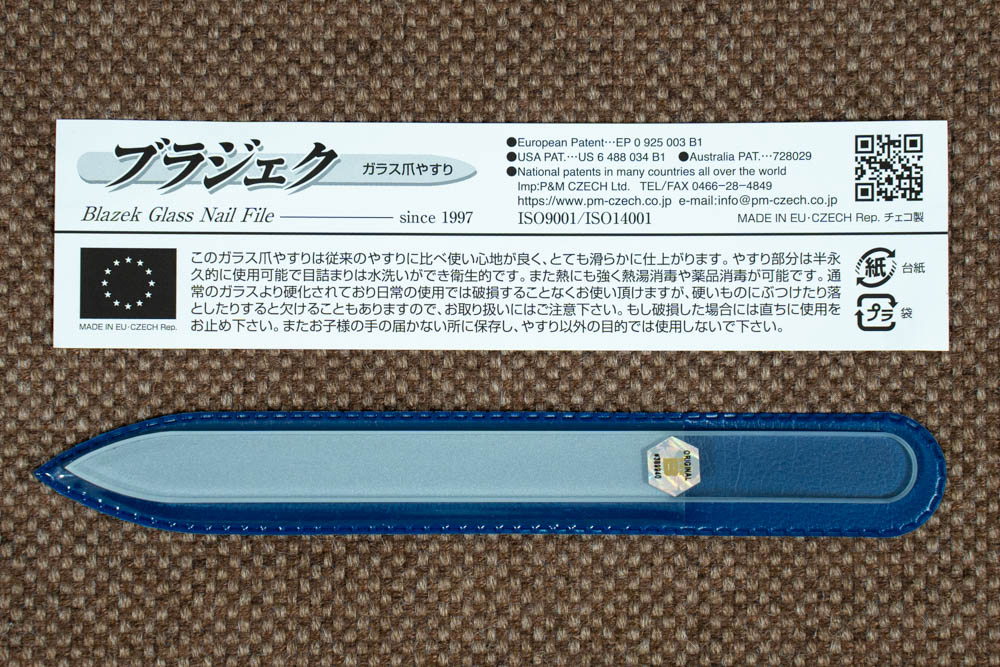 ブラジェク
ガラス爪やすり
Blazek Glass Nail File
since 1997
●European Patent…EP 0 925 003 B1
●USA PAT.…US 6 488 034 B1 ●Australia PAT.…728029
●National patents in many countries all over the world
Imp:P&M CZECH Ltd. TEL/FAX 0466-28-4849
https://www.pm-czech.co.jp e-mail:info@pm-czech.co.jp
ISO9001/ISO14001
MADE IN EU・CZECH Rep. チェコ製
MADE IN EU・CZECH Rep.
このガラス爪やすりは従来のやすりに比べ使い心地が良く、とても滑らかに仕上がります。やすり部分は半永
久的に使用可能で目詰まりは水洗いができ衛生的です。また熱にも強く熱湯消毒や薬品消毒が可能です。通
常のガラスより硬化されており日常の使用では破損することなくお使い頂けますが、硬いものにぶつけたり落
としたりすると欠けることもありますので、お取り扱いにはご注意下さい。もし破損した場合には直ちに使用を
お止め下さい。またお子様の手の届かない所に保存し、やすり以外の目的では使用しないで下さい。
紙 台紙
プラ 袋
ORIGINAL